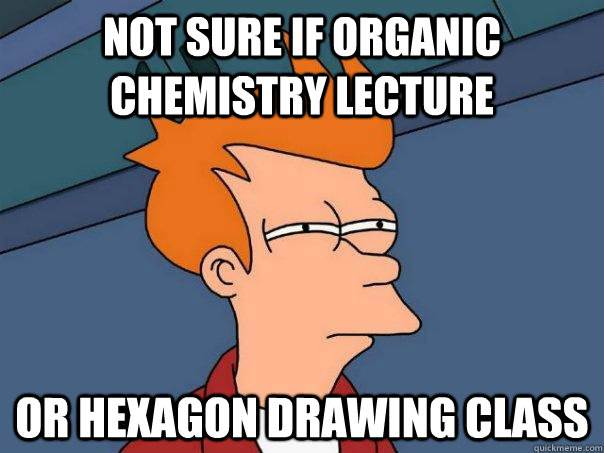 NOT SURE IF ORGANIC
CHEMISTRY LECTURE
OR HEXAGON DRAWING CLASS
quickmeme.com